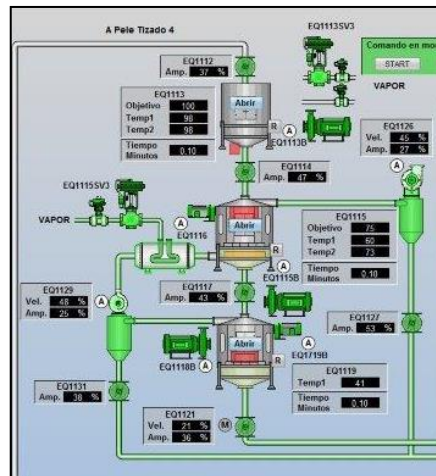 A Pele Tizado 4
EQ1113SV3
Comando en mo
START
VAPOR
EQ1112
Amp. 37 %
EQ1113
Objetivo 100
Temp1 98
Temp2 98
Tiempo
Minutos 0.10
Abrir
R
A
EQ1113B
EQ1126
Vel. 45 %
Amp. 27 %
A
EQ1114
Amp. 47 %
EQ1115SV3
VAPOR
A
EQ1116
Abrir
R
A
EQ1115B
EQ1115
Objetivo 75
Temp1 60
Temp2 73
Tiempo
Minutos 0.10
EQ1129
Vel. 48 %
Amp. 25 %
A
EQ1117
Amp. 43 %
EQ1127
Amp. 53 %
EQ1118B
A
Abrir
R
A
EQ1719B
EQ1119
Temp1 41
Tiempo
Minutos 0.10
EQ1131
Amp. 38 %
EQ1121
Vel. 21 %
Amp. 36 %
M